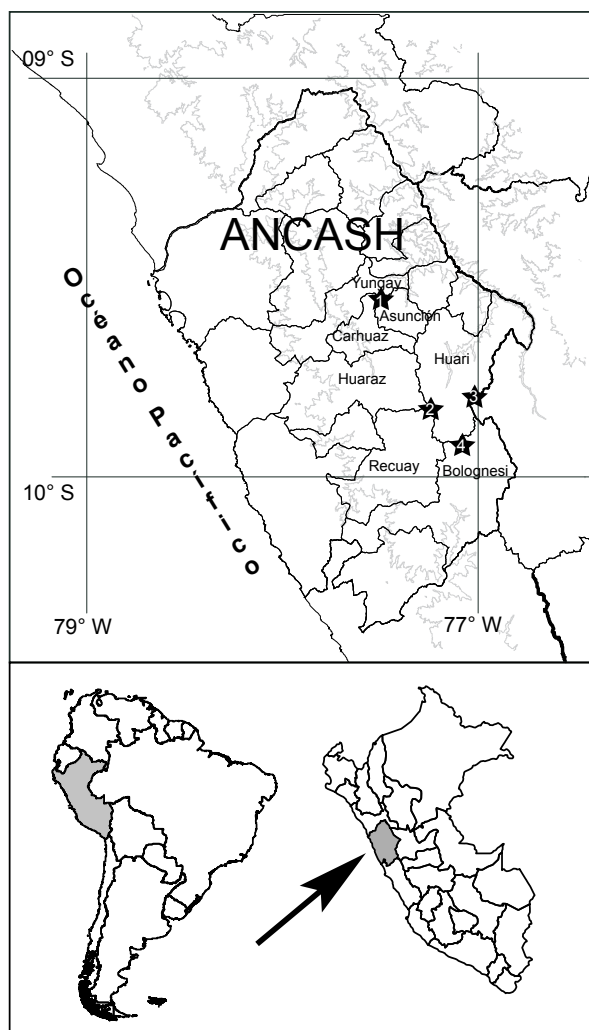 09° S
ANCASH
Yungay
1
Asunción
Carhuaz
Huari
Huaraz
3
2
4
Recuay
Bolognesi
10° S
Océano Pacífico
79° W
77° W